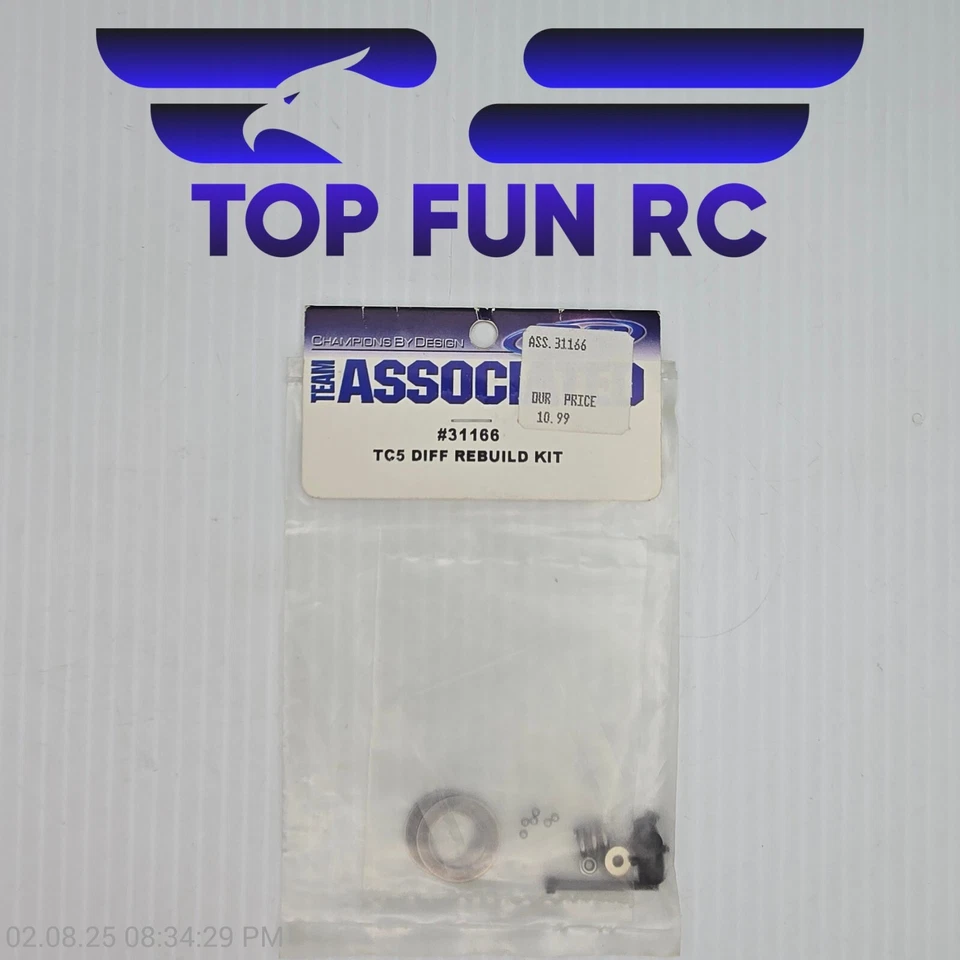 TOP FUN RC
CHAMPIONS BY DESIGN
ASS.31166
TEAM
OUR PRICE
10.99
#31166
TC5 DIFF REBUILD KIT
02.08.25 08:34:29 PM